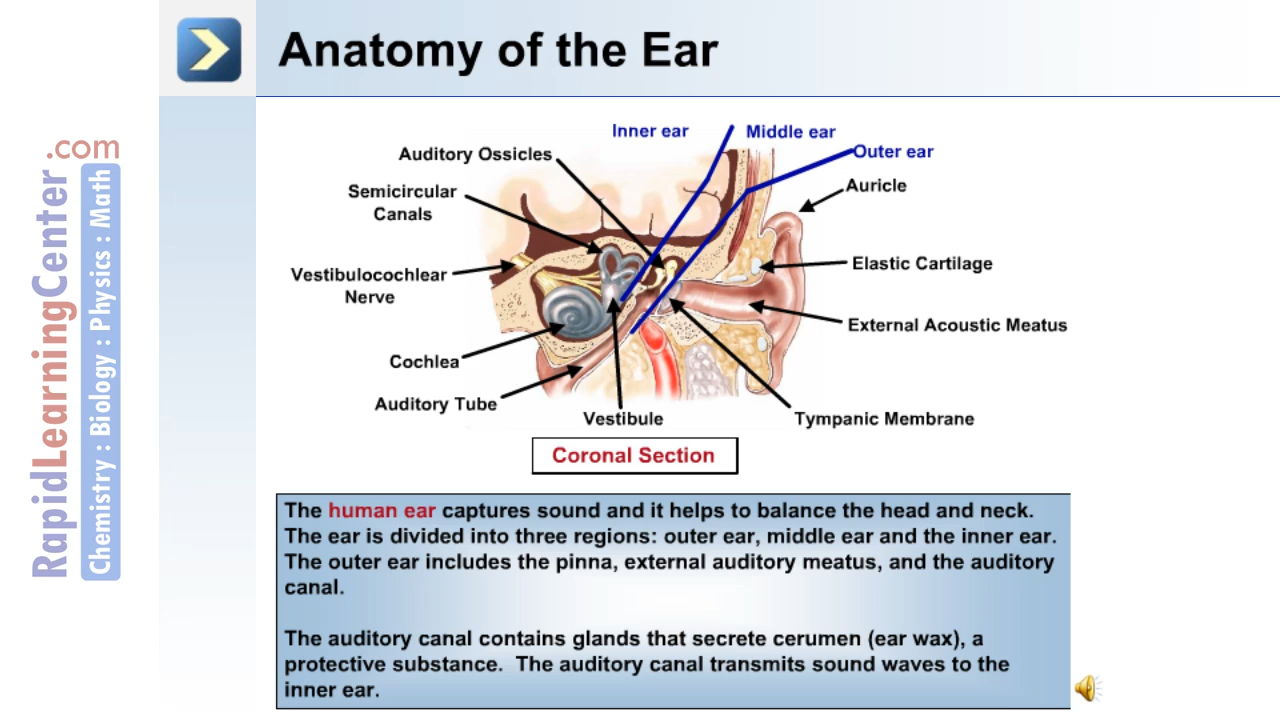 Anatomy of the Ear
RapidLearningCenter.com
Chemistry : Biology : Physics : Math
Inner ear
Middle ear
Outer ear
Auditory Ossicles
Auricle
Semicircular
Canals
Elastic Cartilage
Vestibulocochlear
Nerve
External Acoustic Meatus
Cochlea
Auditory Tube
Vestibule
Tympanic Membrane
Coronal Section
The human ear captures sound and it helps to balance the head and neck.
The ear is divided into three regions: outer ear, middle ear and the inner ear.
The outer ear includes the pinna, external auditory meatus, and the auditory
canal.
The auditory canal contains glands that secrete cerumen (ear wax), a
protective substance.  The auditory canal transmits sound waves to the
inner ear.